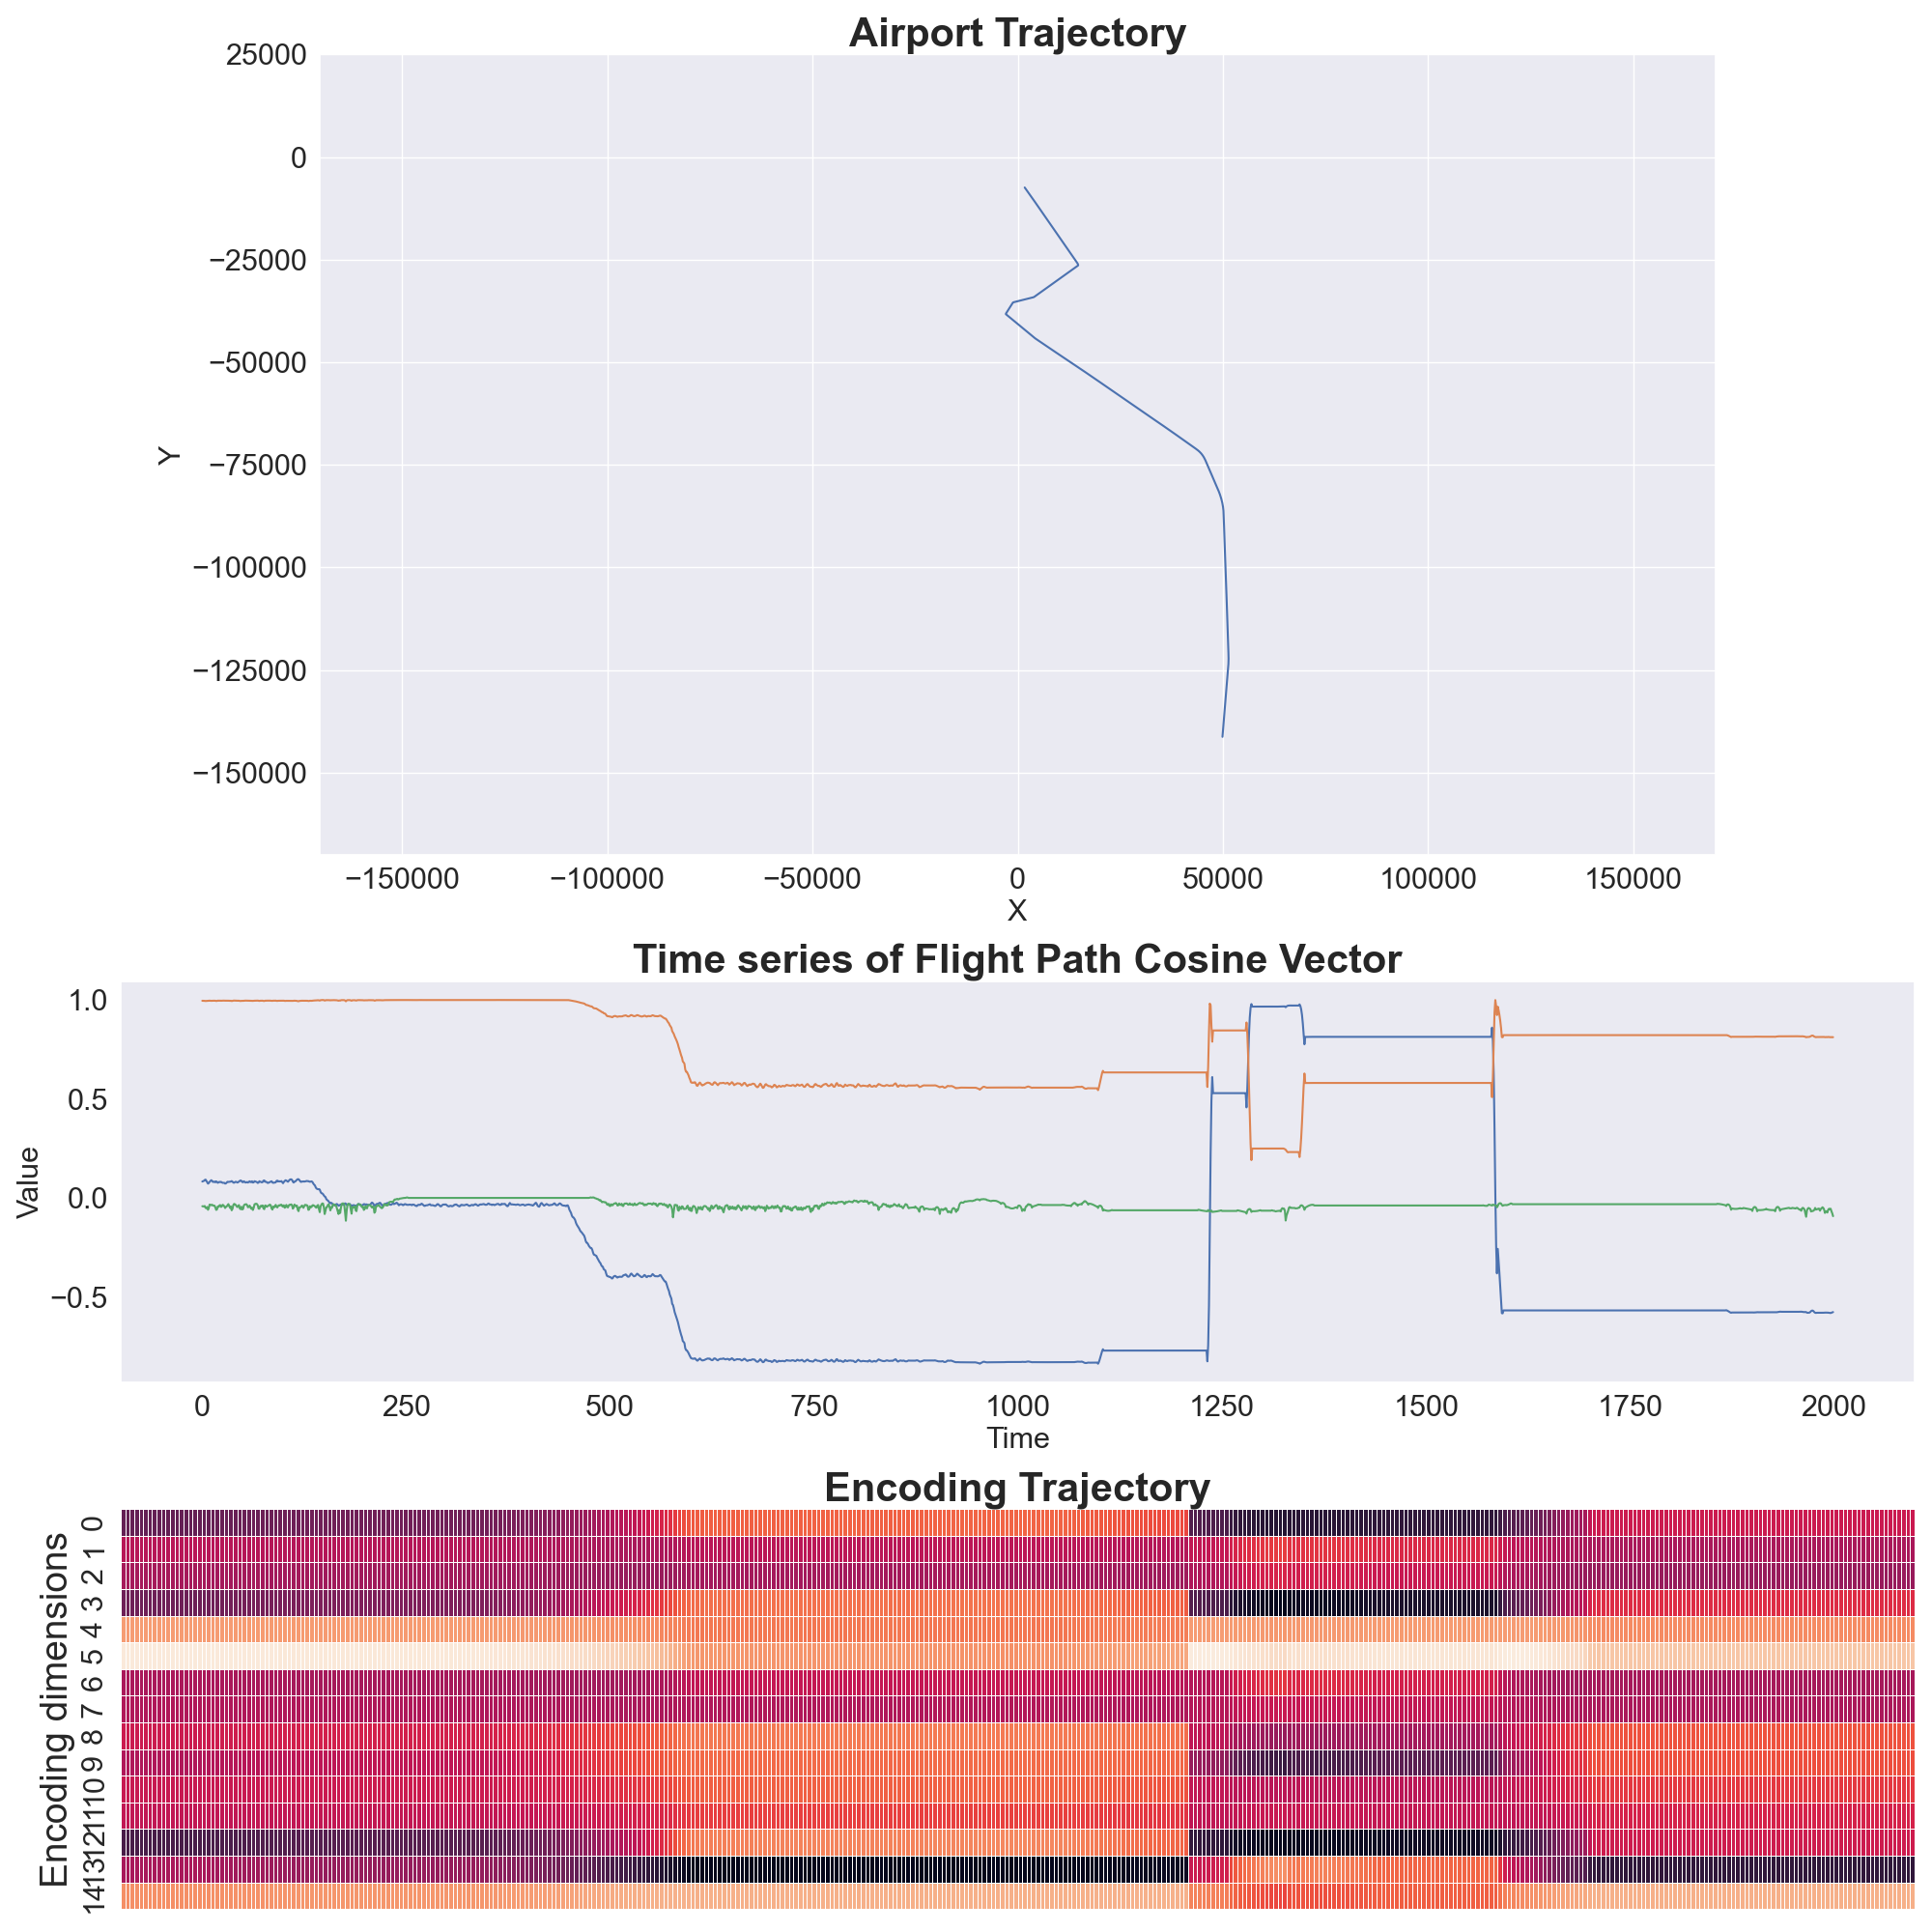 Airport Trajectory
25000
0
−25000
−50000
−75000
−100000
−125000
−150000
Y
−150000 −100000 −50000 0 50000 100000 150000
X
Time series of Flight Path Cosine Vector
1.0
0.5
0.0
−0.5
Value
0 250 500 750 1000 1250 1500 1750 2000
Time
Encoding Trajectory
Encoding dimensions
0
1
2
3
4
5
6
7
8
9
10
11
12
13
14